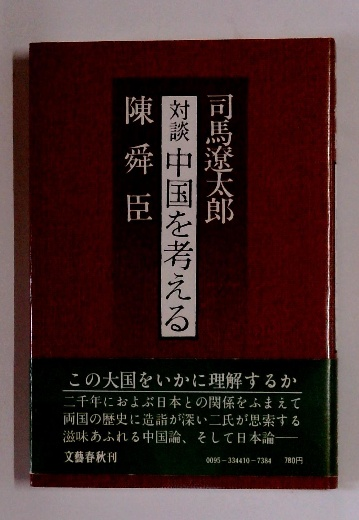 司馬遼太郎
対談 中国を考える
陳舜臣
この大国をいかに理解するか
二千年におよぶ日本との関係をふまえて
両国の歴史に造詣が深い二氏が思索する
滋味あふれる中国論、そして日本論──
文藝春秋刊
0095-334410-7384 780円